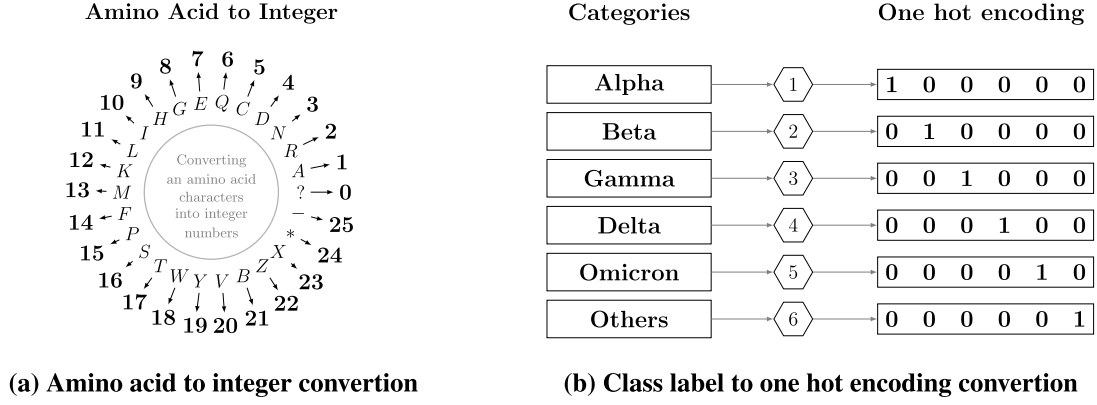 Amino Acid to Integer
? 0
A 1
R 2
N 3
D 4
C 5
Q 6
E 7
G 8
H 9
I 10
L 11
K 12
M 13
F 14
P 15
S 16
T 17
W 18
Y 19
V 20
B 21
Z 22
X 23
* 24
– 25
Converting
an amino acid
characters
into integer
numbers
(a) Amino acid to integer convertion
Categories One hot encoding
Alpha 1 1 0 0 0 0 0
Beta 2 0 1 0 0 0 0
Gamma 3 0 0 1 0 0 0
Delta 4 0 0 0 1 0 0
Omicron 5 0 0 0 0 1 0
Others 6 0 0 0 0 0 1
(b) Class label to one hot encoding convertion